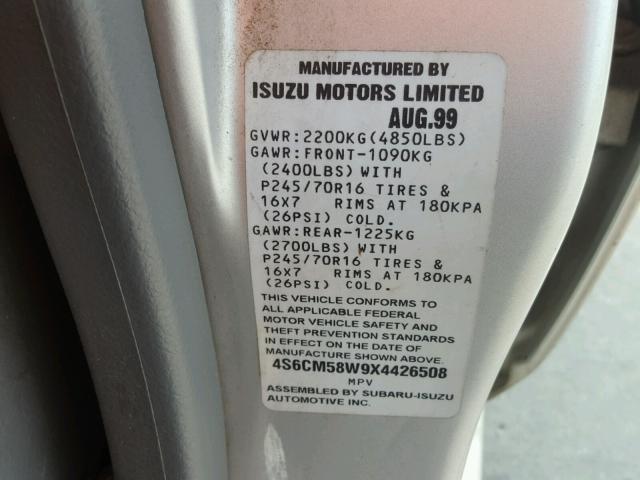 MANUFACTURED BY
ISUZU MOTORS LIMITED
AUG.99
GVWR:2200KG(4850LBS)
GAWR:FRONT-1090KG
(2400LBS) WITH
P245/70R16 TIRES &
16X7 RIMS AT 180KPA
(26PSI) COLD.
GAWR:REAR-1225KG
(2700LBS) WITH
P245/70R16 TIRES &
16X7 RIMS AT 180KPA
(26PSI) COLD.
THIS VEHICLE CONFORMS TO
ALL APPLICABLE FEDERAL
MOTOR VEHICLE SAFETY AND
THEFT PREVENTION STANDARDS
IN EFFECT ON THE DATE OF
MANUFACTURE SHOWN ABOVE.
4S6CM58W9X4426508
MPV
ASSEMBLED BY SUBARU-ISUZU
AUTOMOTIVE INC.